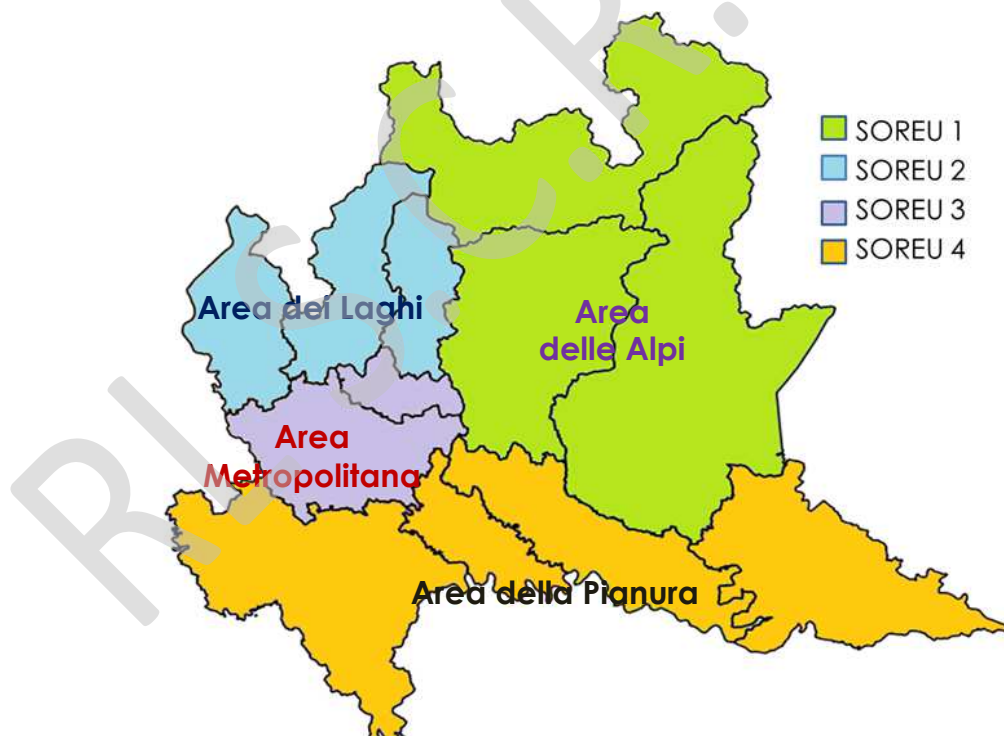 SOREU 1
SOREU 2
SOREU 3
SOREU 4
Area dei Laghi
Area
delle Alpi
Area
Metropolitana
Area della Pianura